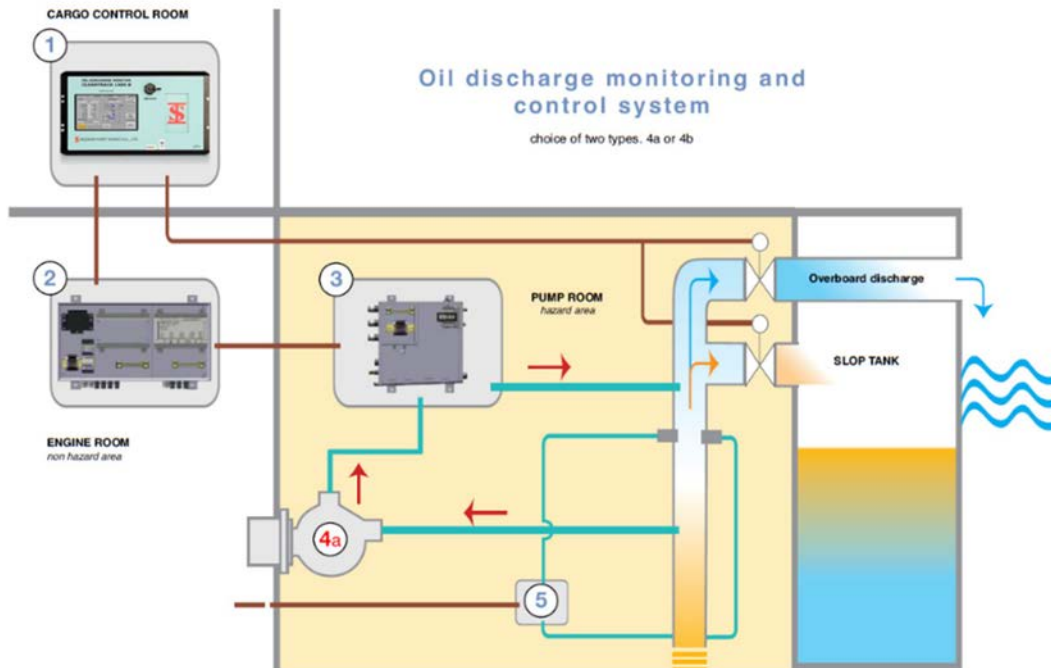 CARGO CONTROL ROOM
1
Oil discharge monitoring and
control system
choice of two types. 4a or 4b
2
3
PUMP ROOM
hazard area
Overboard discharge
SLOP TANK
ENGINE ROOM
non hazard area
4a
5